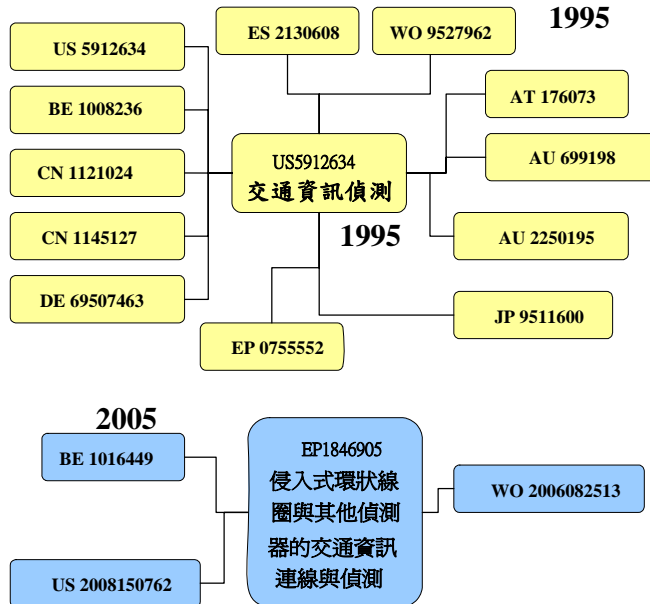 1995
US 5912634
ES 2130608
WO 9527962
BE 1008236
AT 176073
CN 1121024
US5912634
交通資訊偵測
AU 699198
CN 1145127
1995
AU 2250195
DE 69507463
JP 9511600
EP 0755552
2005
BE 1016449
EP1846905
侵入式環狀線
圈與其他偵測
器的交通資訊
連線與偵測
WO 2006082513
US 2008150762